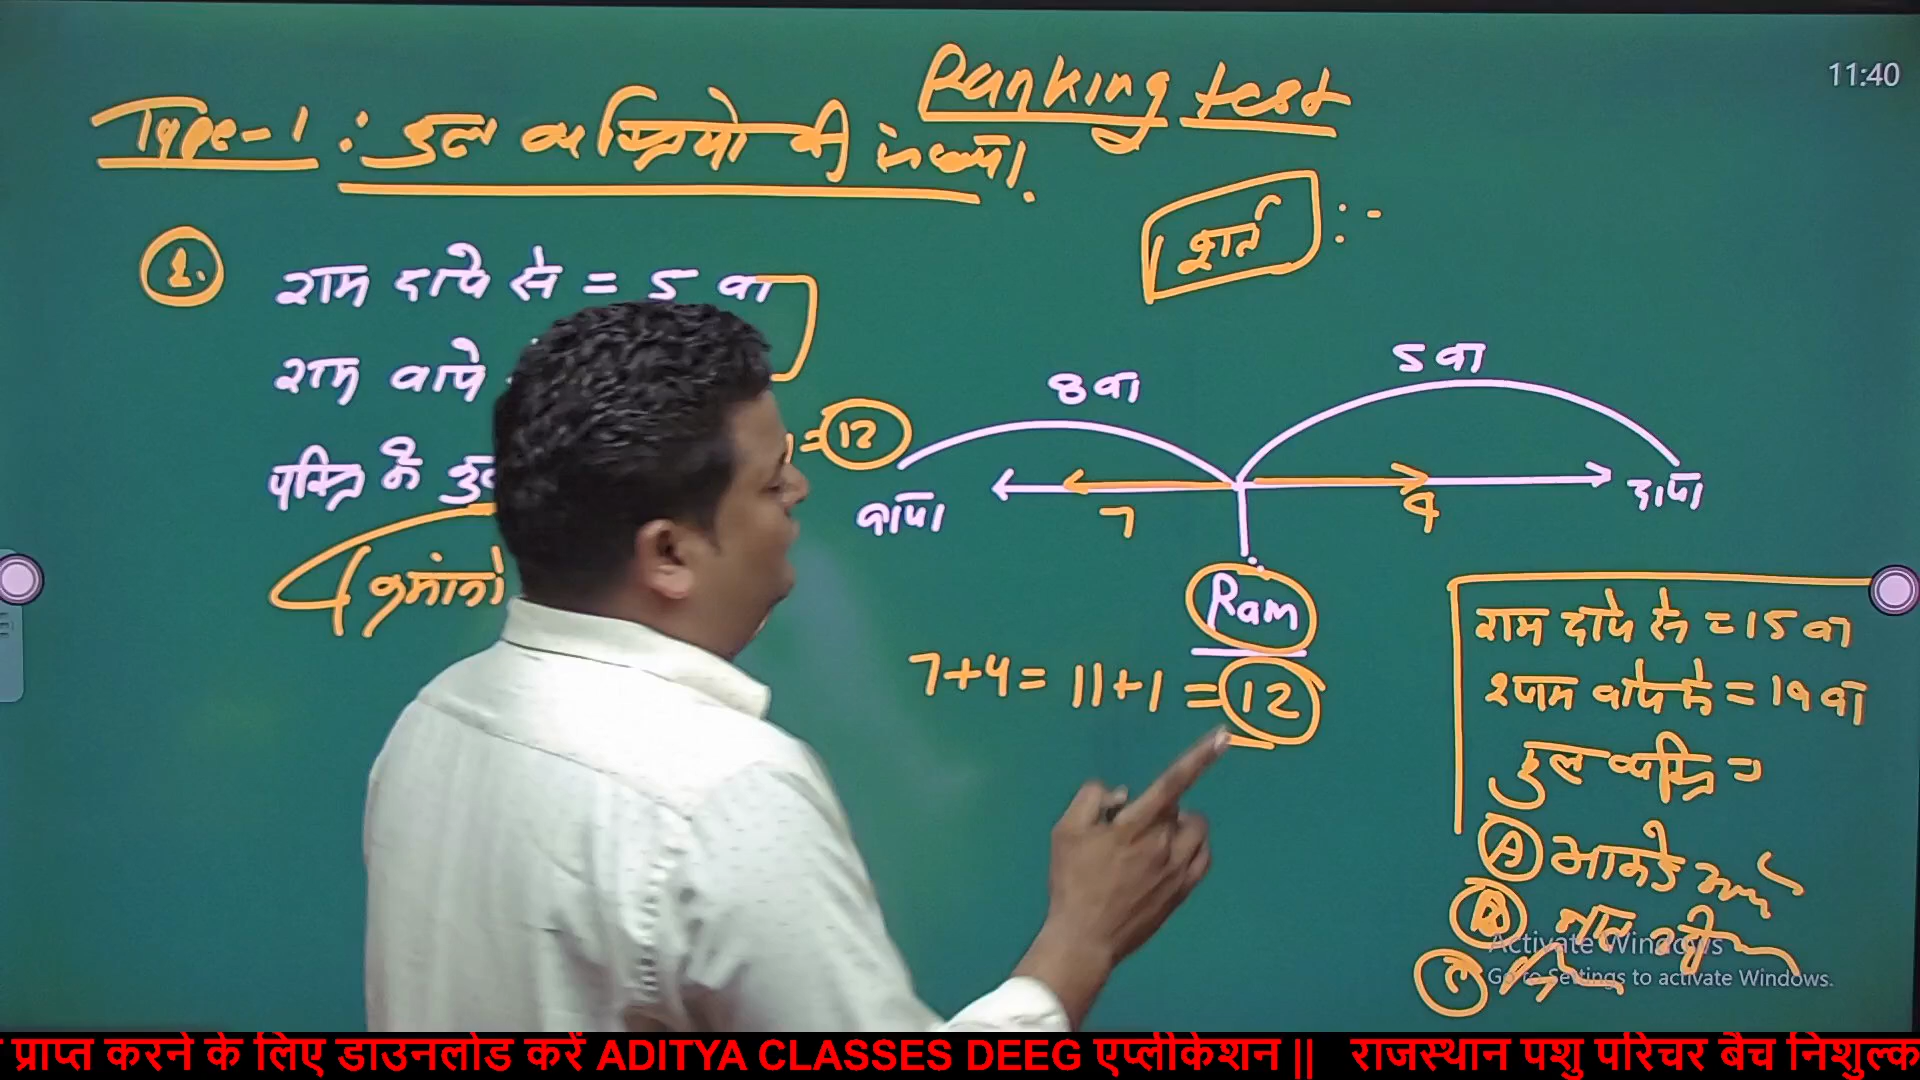 Ranking test
11:40
Type-1 : कुल व्यक्तियो की संख्या.
शर्त :-
1.
राम दाये से = 5 वा
राम बाये
पंक्ति के कु
= 12
8 वा
5 वा
बायां
दायां
7
4
Ram
7+4= 11+1 = 12
राम दांये से = 15 वा
श्याम बांये से = 19 वा
कुल व्यक्ति =
A
B
C
Activate Windows
Go to Settings to activate Windows.
प्राप्त करने के लिए डाउनलोड करें ADITYA CLASSES DEEG एप्लीकेशन || राजस्थान पशु परिचर बैच निशुल्क